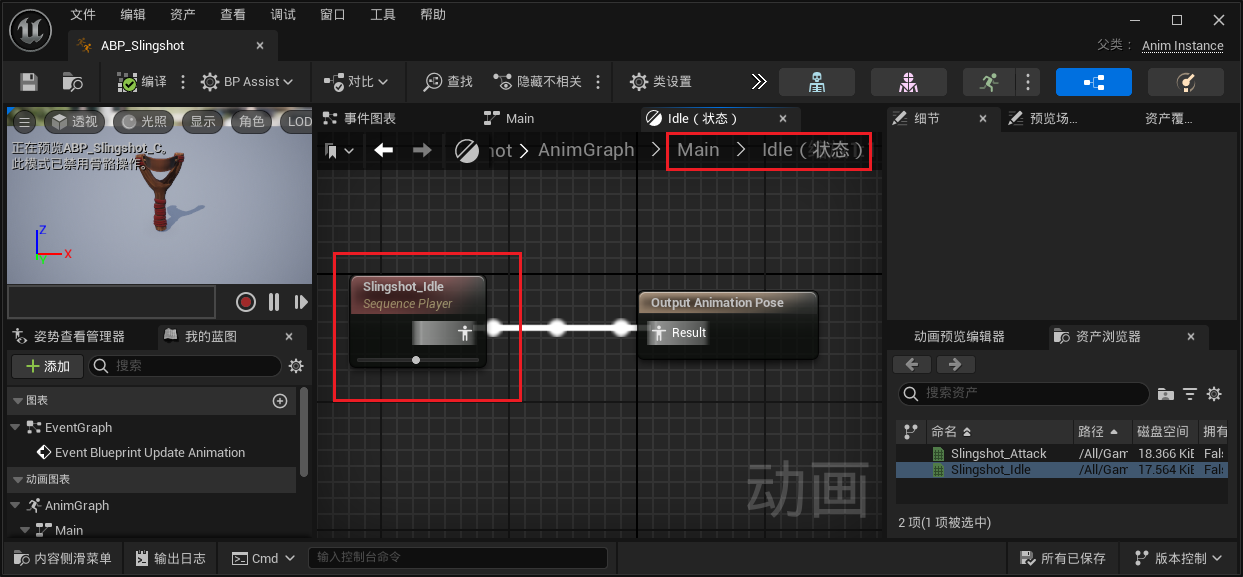 文件 编辑 资产 查看 调试 窗口 工具 帮助
ABP_Slingshot
父类： Anim Instance
编译 BP Assist 对比 查找 隐藏不相关 类设置
透视 光照 显示 角色 LOD
正在预览ABP_Slingshot_C。
此模式已禁用骨骼操作。
Z
X
事件图表 Main Idle（状态）
AnimGraph > Main > Idle（状态）
Slingshot_Idle
Sequence Player
Output Animation Pose
Result
动画
姿势查看管理器 我的蓝图
添加 搜索
图表
EventGraph
Event Blueprint Update Animation
动画图表
AnimGraph
Main
细节 预览场... 资产覆...
动画预览编辑器 资产浏览器
搜索资产
命名 路径 磁盘空间 拥有
Slingshot_Attack /All/Gam 18.366 KiB Fals
Slingshot_Idle /All/Gam 17.564 KiB Fals
2 项(1 项被选中)
内容侧滑菜单 输出日志 Cmd 输入控制台命令 所有已保存 版本控制